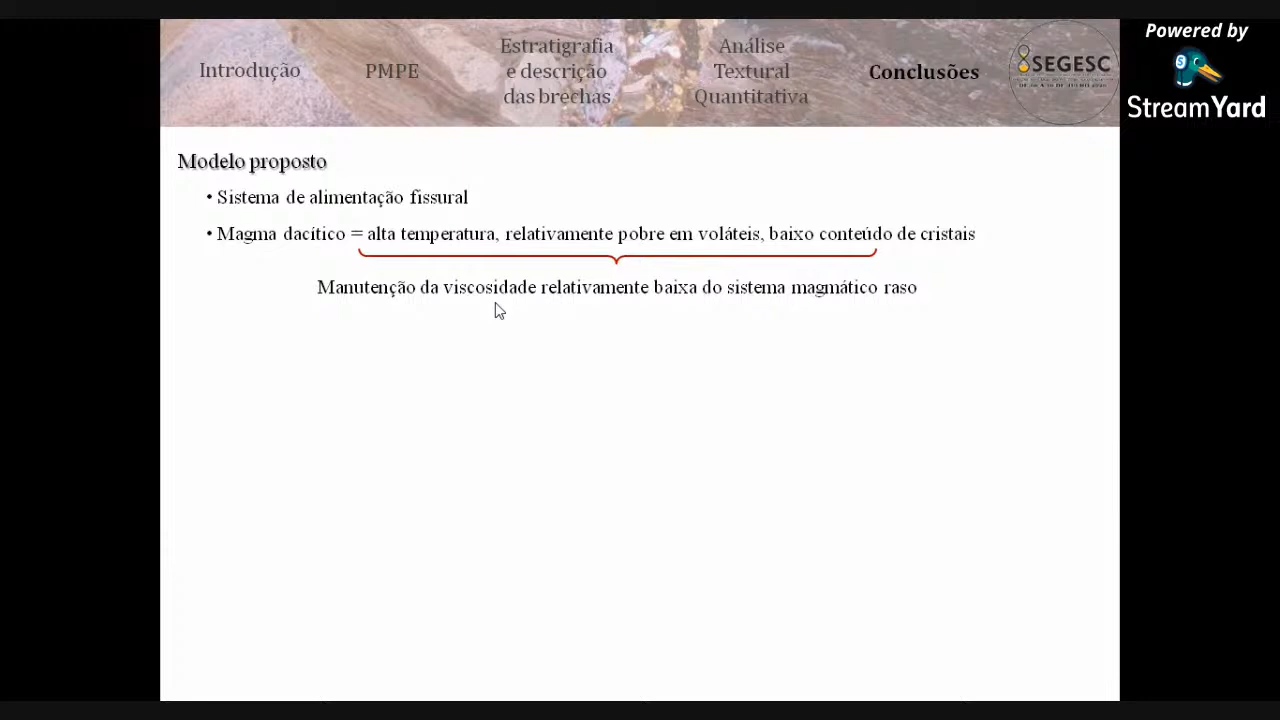 Powered by
StreamYard
Introdução
PMPE
Estratigrafia
e descrição
das brechas
Análise
Textural
Quantitativa
Conclusões
SEGESC
Modelo proposto
• Sistema de alimentação fissural
• Magma dacítico = alta temperatura, relativamente pobre em voláteis, baixo conteúdo de cristais
Manutenção da viscosidade relativamente baixa do sistema magmático raso